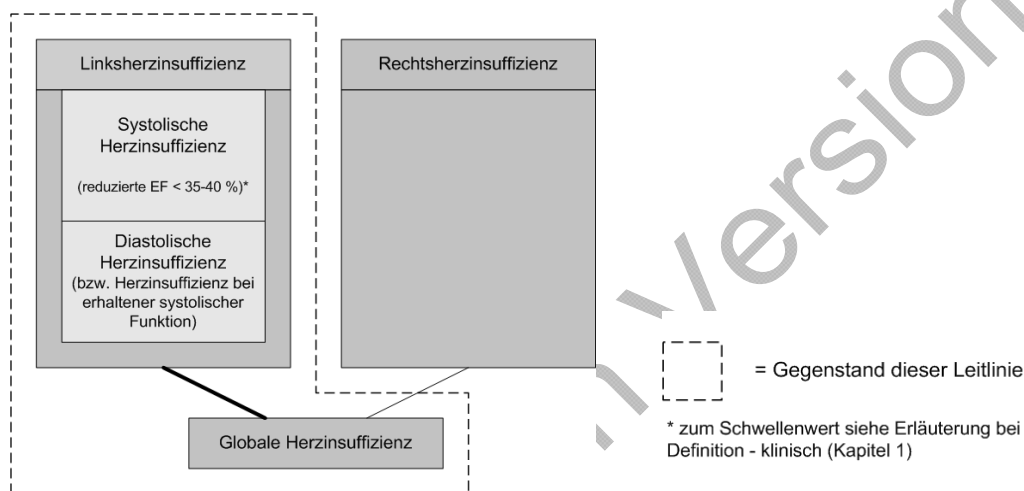 Linksherzinsuffizienz
Systolische
Herzinsuffizienz
(reduzierte EF < 35-40 %)*
Diastolische
Herzinsuffizienz
(bzw. Herzinsuffizienz bei
erhaltener systolischer
Funktion)
Rechtsherzinsuffizienz
Globale Herzinsuffizienz
= Gegenstand dieser Leitlinie
* zum Schwellenwert siehe Erläuterung bei
Definition - klinisch (Kapitel 1)
Version